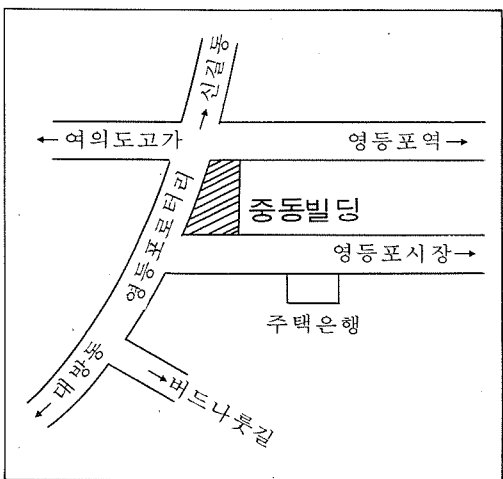 신길동→
←여의도고가
영등포역→
중동빌딩
영등포로터리
영등포시장→
주택은행
←대방동
→버드나룻길